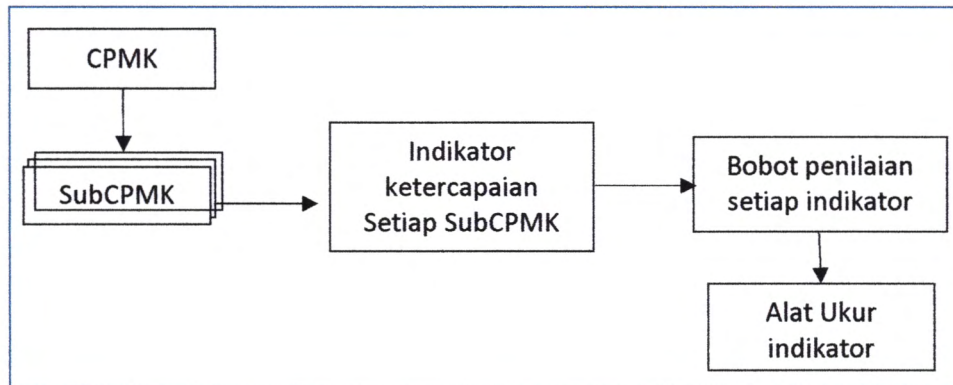 CPMK
SubCPMK
Indikator
ketercapaian
Setiap SubCPMK
Bobot penilaian
setiap indikator
Alat Ukur
indikator